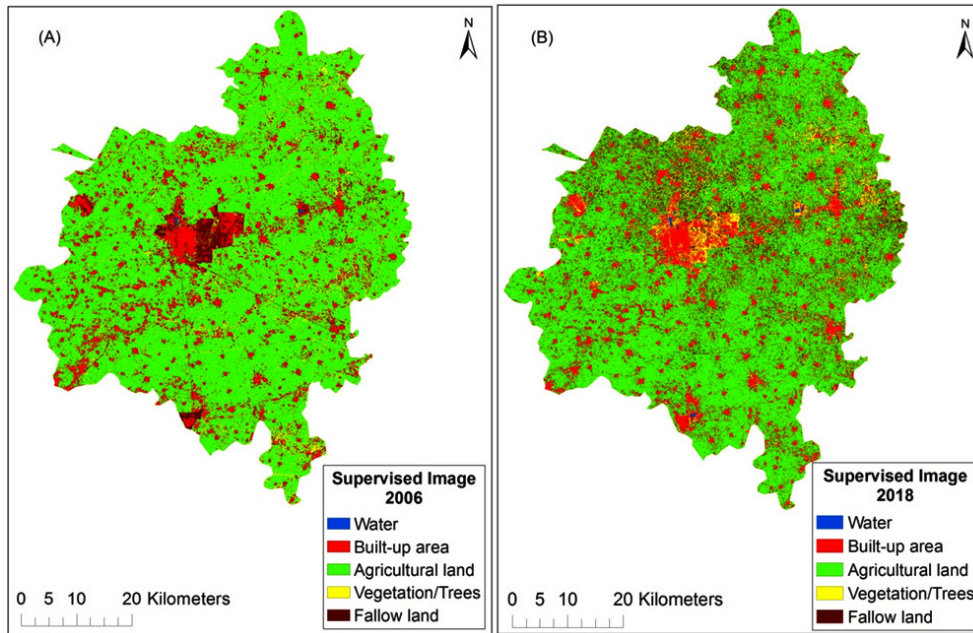 (A)
N
Supervised Image
2006
Water
Built-up area
Agricultural land
Vegetation/Trees
Fallow land
0 5 10 20 Kilometers
(B)
N
Supervised Image
2018
Water
Built-up area
Agricultural land
Vegetation/Trees
Fallow land
0 5 10 20 Kilometers